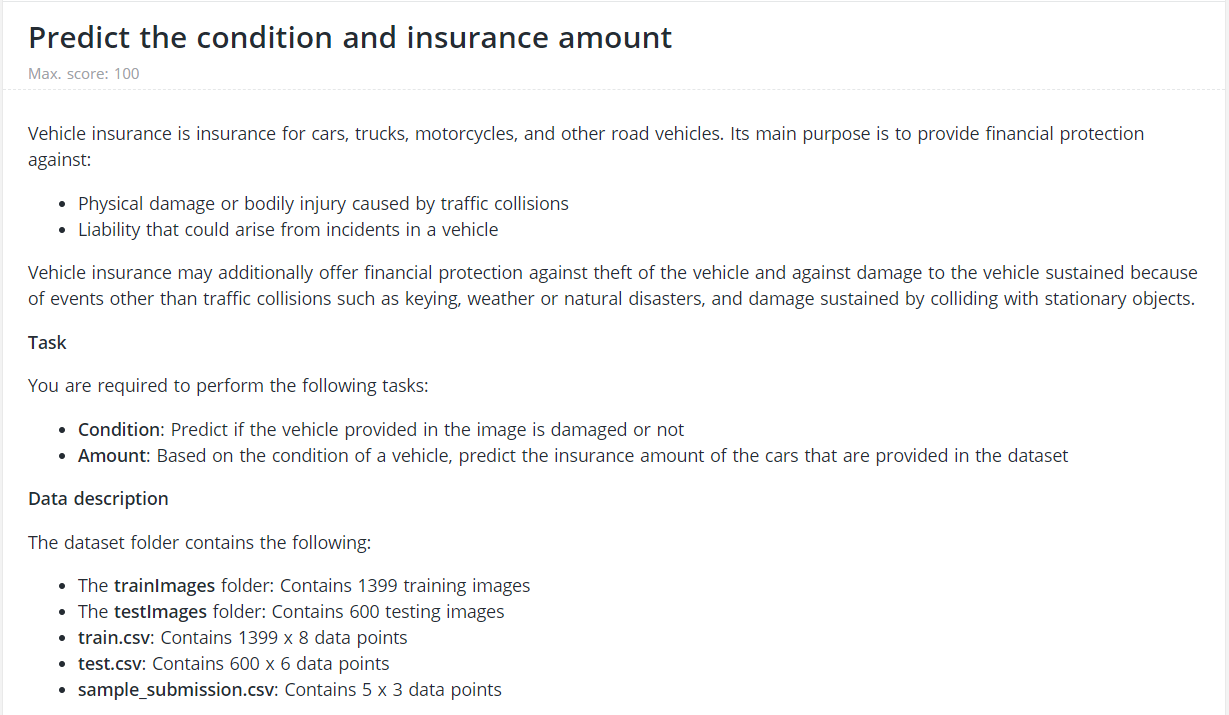 Predict the condition and insurance amount
Max. score: 100
Vehicle insurance is insurance for cars, trucks, motorcycles, and other road vehicles. Its main purpose is to provide financial protection
against:
• Physical damage or bodily injury caused by traffic collisions
• Liability that could arise from incidents in a vehicle
Vehicle insurance may additionally offer financial protection against theft of the vehicle and against damage to the vehicle sustained because
of events other than traffic collisions such as keying, weather or natural disasters, and damage sustained by colliding with stationary objects.
Task
You are required to perform the following tasks:
• Condition: Predict if the vehicle provided in the image is damaged or not
• Amount: Based on the condition of a vehicle, predict the insurance amount of the cars that are provided in the dataset
Data description
The dataset folder contains the following:
• The trainImages folder: Contains 1399 training images
• The testImages folder: Contains 600 testing images
• train.csv: Contains 1399 x 8 data points
• test.csv: Contains 600 x 6 data points
• sample_submission.csv: Contains 5 x 3 data points